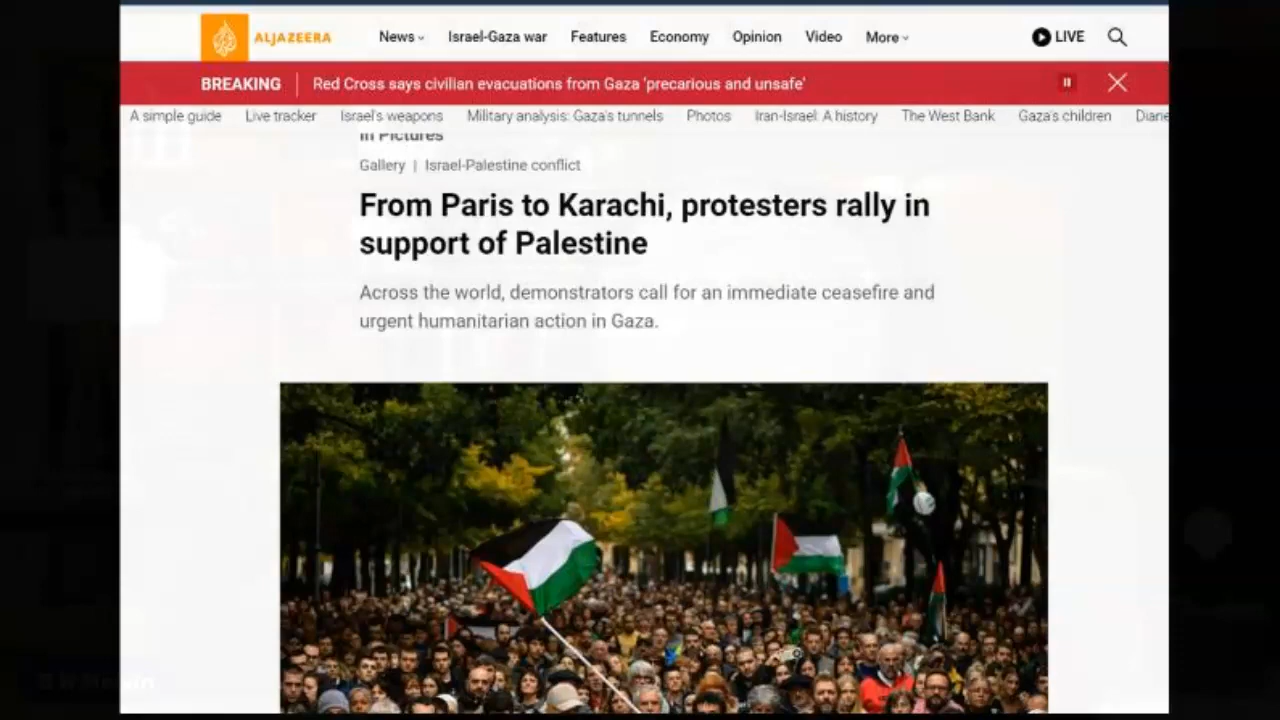 ALJAZEERA
News Israel-Gaza war Features Economy Opinion Video More LIVE
BREAKING Red Cross says civilian evacuations from Gaza 'precarious and unsafe'
A simple guide Live tracker Israel's weapons Military analysis: Gaza's tunnels Photos Iran-Israel: A history The West Bank Gaza's children
In Pictures
Gallery | Israel-Palestine conflict
From Paris to Karachi, protesters rally in
support of Palestine
Across the world, demonstrators call for an immediate ceasefire and
urgent humanitarian action in Gaza.